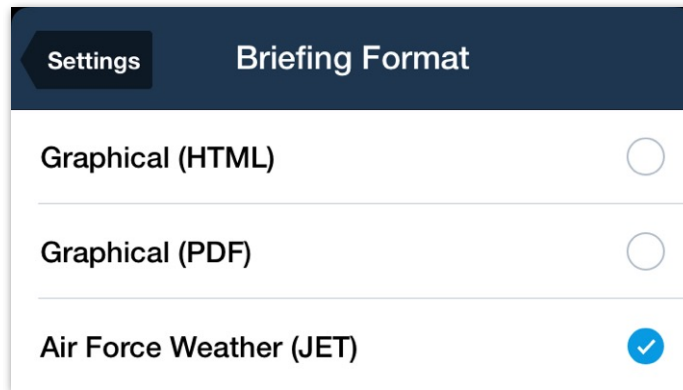 Settings
Briefing Format
Graphical (HTML)
Graphical (PDF)
Air Force Weather (JET)